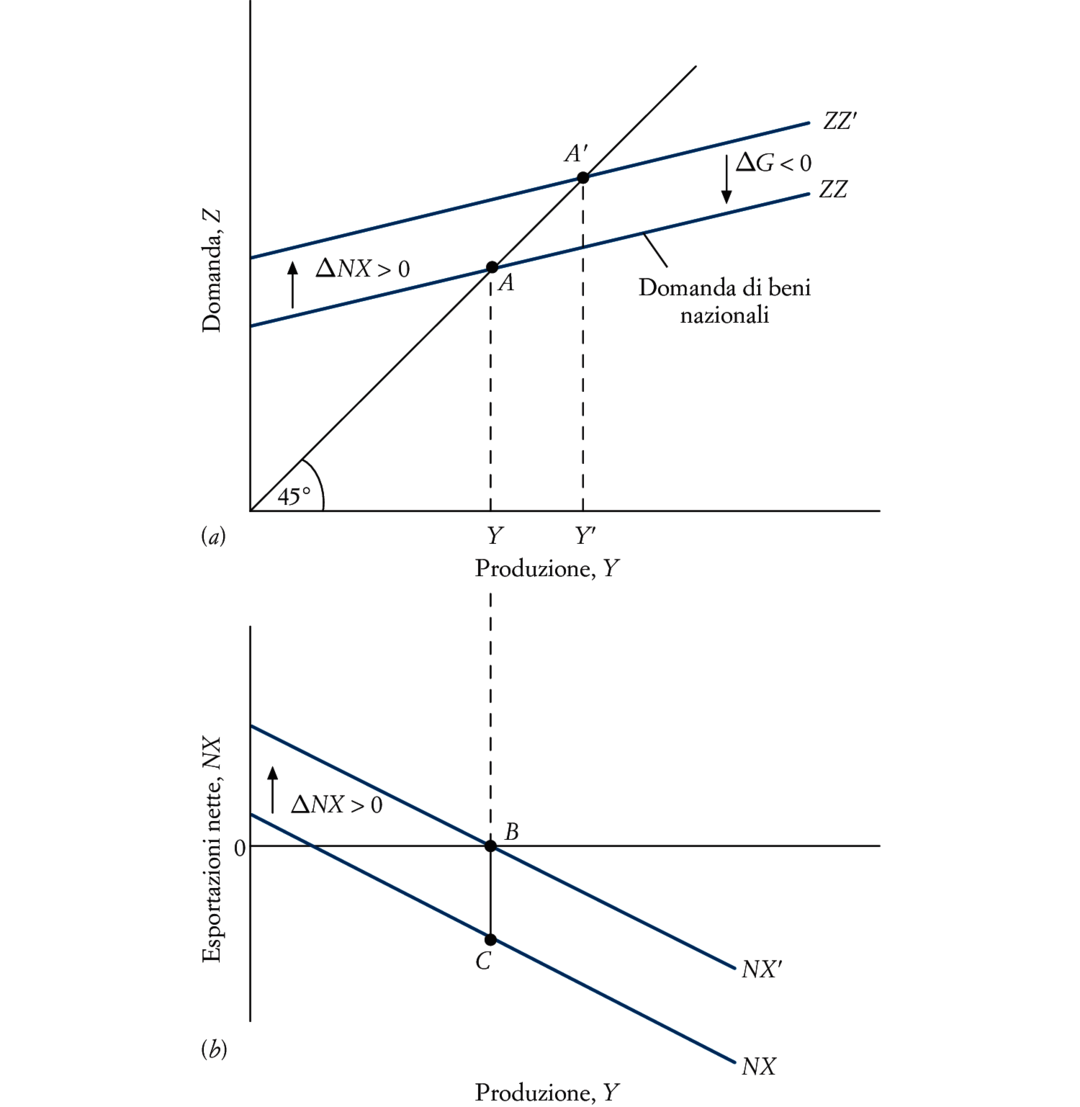 ZZ′
A′
ΔG < 0
ZZ
Domanda, Z
ΔNX > 0
A
Domanda di beni
nazionali
45°
(a)
Y
Y′
Produzione, Y
Esportazioni nette, NX
ΔNX > 0
B
0
C
NX′
(b)
NX
Produzione, Y